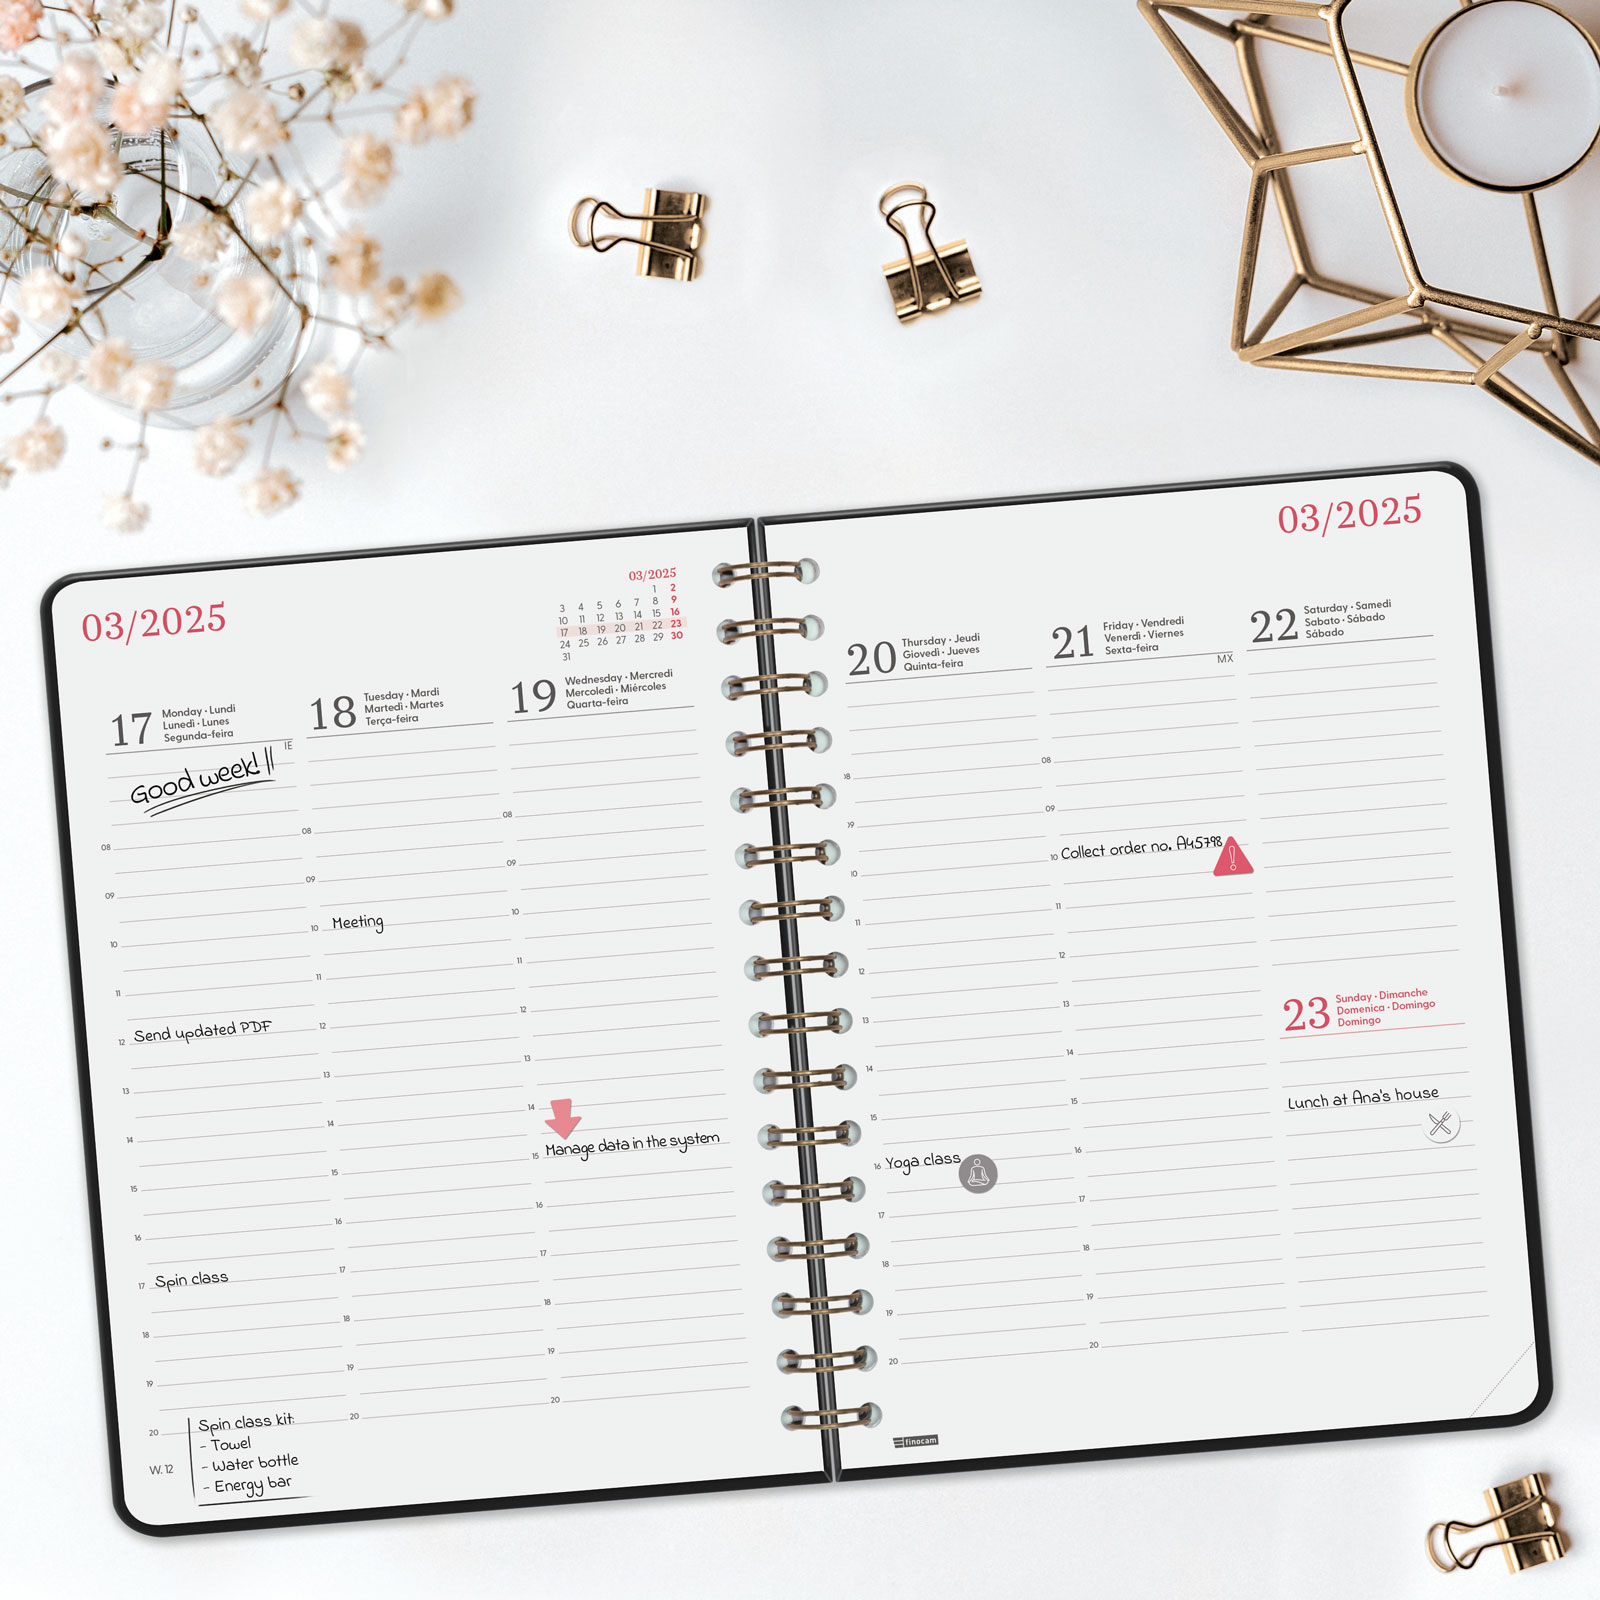 03/2025
03/2025
1 2
3 4 5 6 7 8 9
10 11 12 13 14 15 16
17 18 19 20 21 22 23
24 25 26 27 28 29 30
31
17 Monday · Lundi
Lunedì · Lunes
Segunda-feira
IE
Good week!
08
09
10
11
12 Send updated PDF
13
14
15
16
17 Spin class
18
19
20
W. 12
Spin class kit:
- Towel
- Water bottle
- Energy bar
18 Tuesday · Mardi
Martedì · Martes
Terça-feira
08
09
10 Meeting
11
12
13
14
15
16
17
18
19
20
19 Wednesday · Mercredi
Mercoledì · Miércoles
Quarta-feira
08
09
10
11
12
13
14
15 Manage data in the system
16
17
18
19
20
03/2025
20 Thursday · Jeudi
Giovedì · Jueves
Quinta-feira
08
09
10
11
12
13
14
15
16 Yoga class
17
18
19
20
finocam
21 Friday · Vendredi
Venerdì · Viernes
Sexta-feira
MX
08
09
10 Collect order no. A45798
11
12
13
14
15
16
17
18
19
20
22 Saturday · Samedi
Sabato · Sábado
Sábado
23 Sunday · Dimanche
Domenica · Domingo
Domingo
Lunch at Ana's house